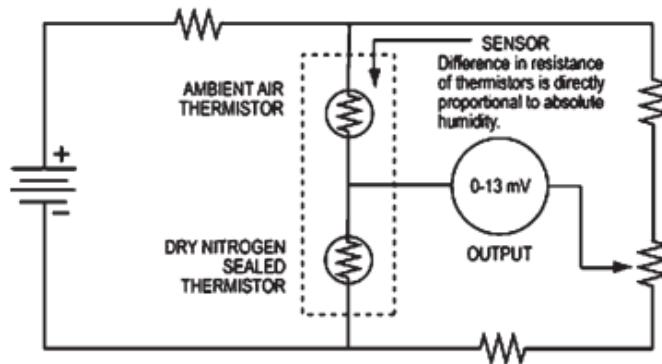 SENSOR
Difference in resistance
of thermistors is directly
proportional to absolute
humidity.
AMBIENT AIR
THERMISTOR
+
0-13 mV
-
DRY NITROGEN
SEALED
THERMISTOR
OUTPUT